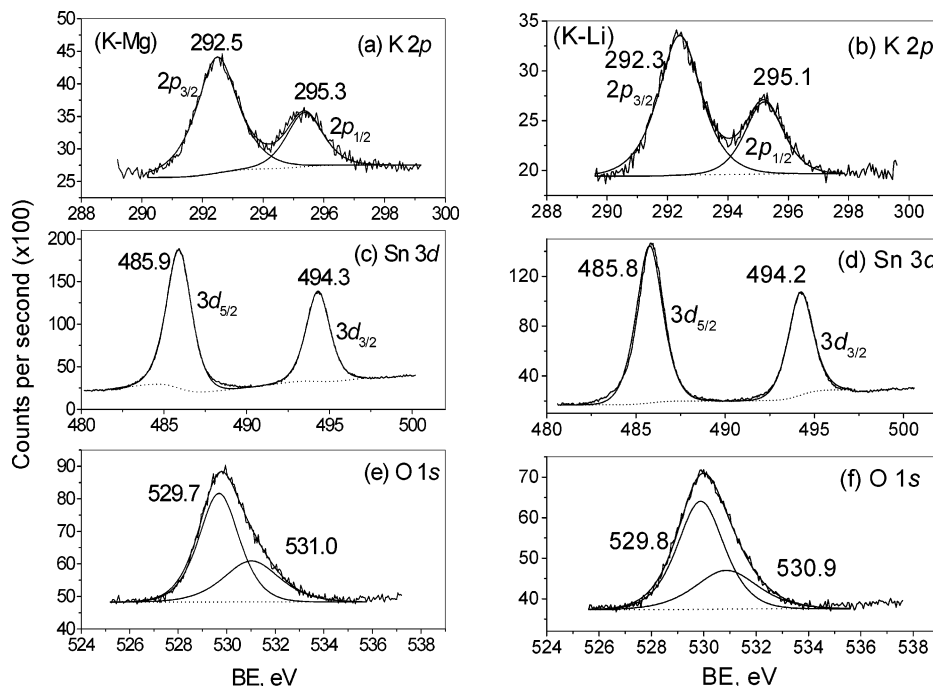 Counts per second (x100)
(K-Mg)
(a) K 2p
292.5
2p3/2
295.3
2p1/2
50
45
40
35
30
25
288 290 292 294 296 298 300
(K-Li)
(b) K 2p
292.3
2p3/2
295.1
2p1/2
35
30
25
20
288 290 292 294 296 298 300
(c) Sn 3d
485.9
3d5/2
494.3
3d3/2
200
150
100
50
0
480 485 490 495 500
(d) Sn 3d
485.8
3d5/2
494.2
3d3/2
120
80
40
480 485 490 495 500
(e) O 1s
529.7
531.0
90
80
70
60
50
40
524 526 528 530 532 534 536 538
BE, eV
(f) O 1s
529.8
530.9
70
60
50
40
524 526 528 530 532 534 536 538
BE, eV